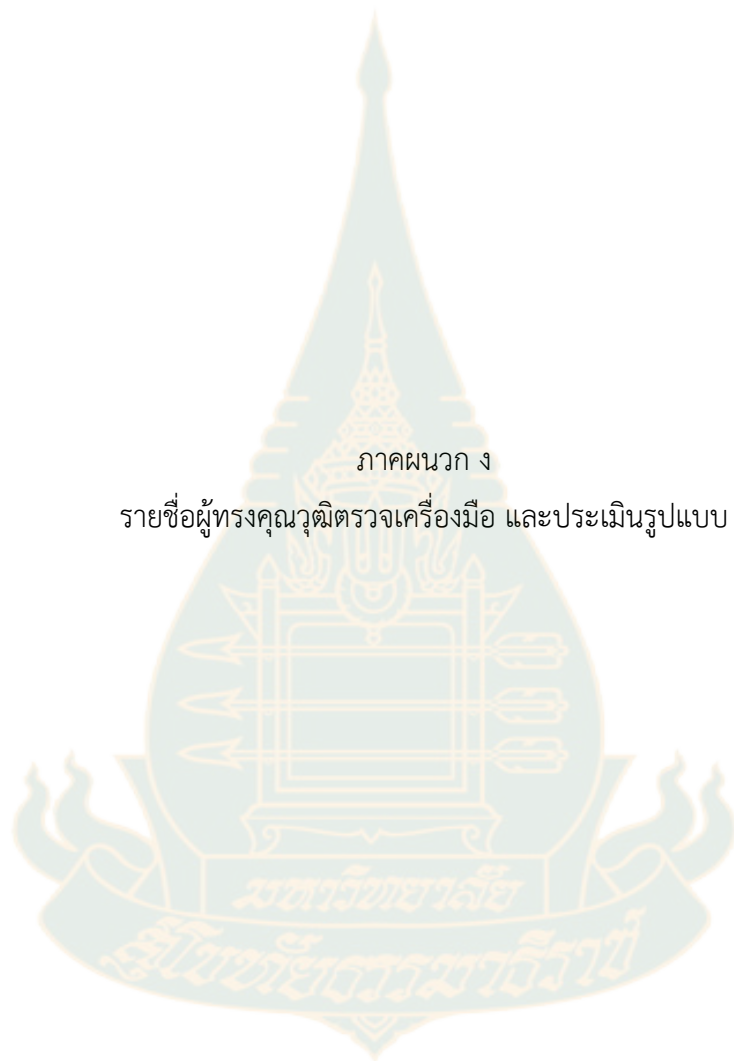 ภาคผนวก ง
รายชื่อผู้ทรงคุณวุฒิตรวจเครื่องมือ และประเมินรูปแบบ
มหาวิทยาลัย
สุโขทัยธรรมาธิราช